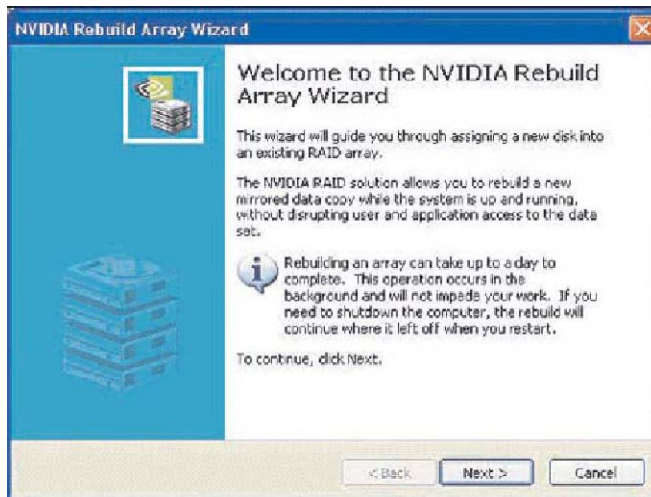 NVIDIA Rebuild Array Wizard
Welcome to the NVIDIA Rebuild
Array Wizard
This wizard will guide you through assigning a new disk into
an existing RAID array.
The NVIDIA RAID solution allows you to rebuild a new
mirrored data copy while the system is up and running,
without disrupting user and application access to the data
set.
Rebuilding an array can take up to a day to
complete. This operation occurs in the
background and will not impede your work. If you
need to shutdown the computer, the rebuild will
continue where it left off when you restart.
To continue, click Next.
< Back
Next >
Cancel